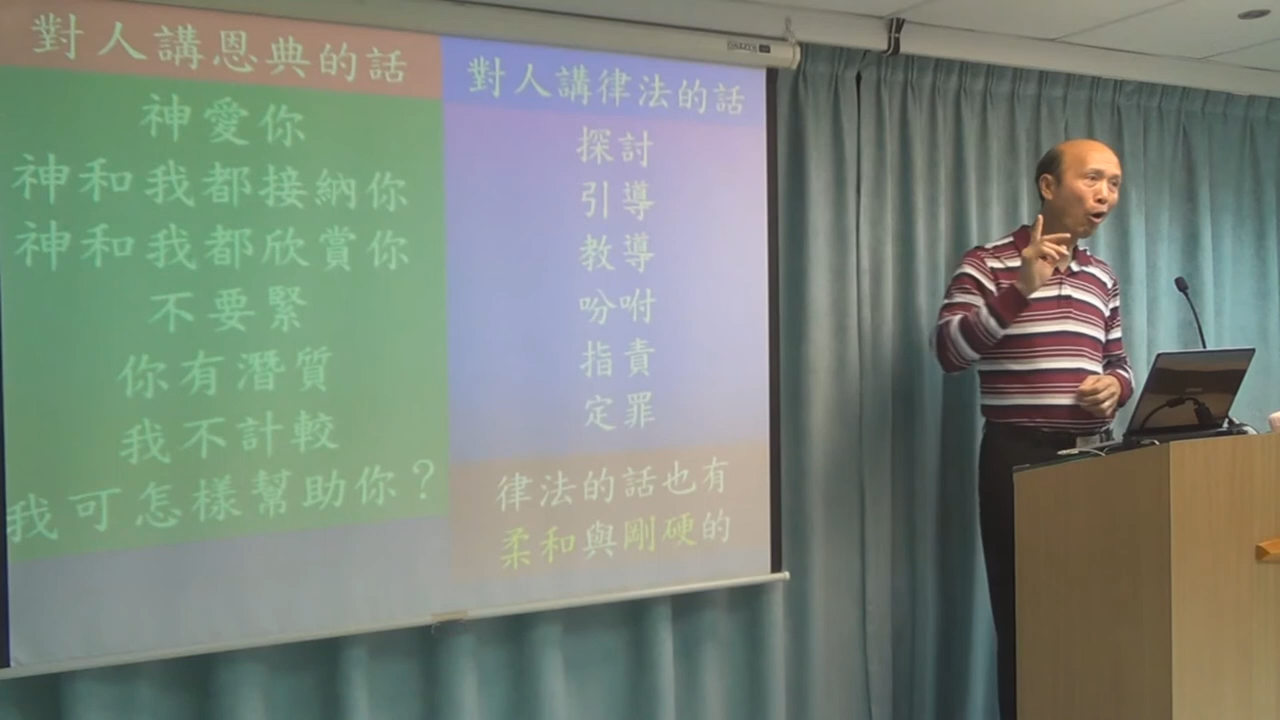 對人講恩典的話
神愛你
神和我都接納你
神和我都欣賞你
不要緊
你有潛質
我不計較
我可怎樣幫助你？
對人講律法的話
探討
引導
教導
吩咐
指責
定罪
律法的話也有
柔和與剛硬的